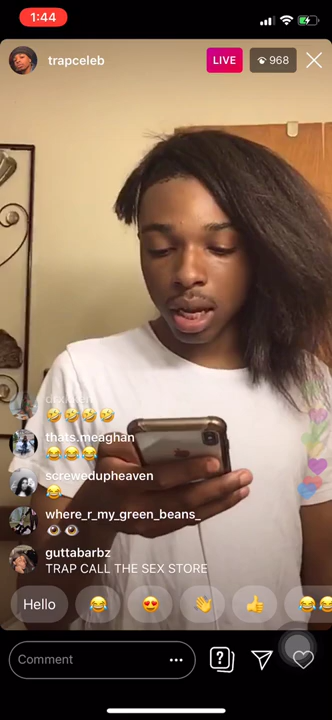 1:44
trapceleb
LIVE
968
🤣🤣🤣🤣
thats.meaghan
😂😂😂
screwedupheaven
😂
where_r_my_green_beans_
👀
guttabarbz
TRAP CALL THE SEX STORE
Hello 😂 😍 👋 👍 😂😂
Comment